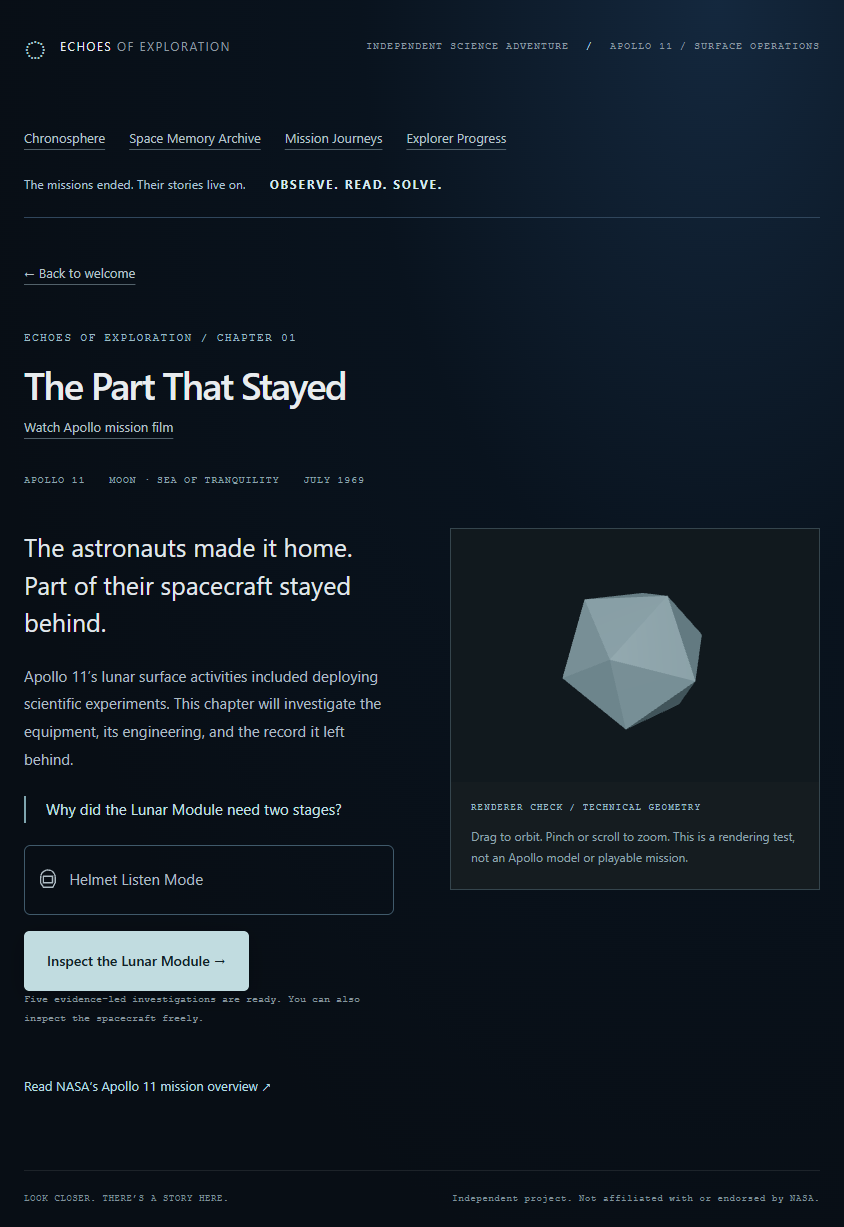 ECHOES OF EXPLORATION
INDEPENDENT SCIENCE ADVENTURE / APOLLO 11 / SURFACE OPERATIONS
Chronosphere Space Memory Archive Mission Journeys Explorer Progress
The missions ended. Their stories live on. OBSERVE. READ. SOLVE.
← Back to welcome
ECHOES OF EXPLORATION / CHAPTER 01
The Part That Stayed
Watch Apollo mission film
APOLLO 11 MOON · SEA OF TRANQUILITY JULY 1969
The astronauts made it home.
Part of their spacecraft stayed
behind.
Apollo 11’s lunar surface activities included deploying
scientific experiments. This chapter will investigate the
equipment, its engineering, and the record it left
behind.
Why did the Lunar Module need two stages?
Helmet Listen Mode
Inspect the Lunar Module →
Five evidence-led investigations are ready. You can also
inspect the spacecraft freely.
Read NASA’s Apollo 11 mission overview ↗
RENDERER CHECK / TECHNICAL GEOMETRY
Drag to orbit. Pinch or scroll to zoom. This is a rendering test,
not an Apollo model or playable mission.
LOOK CLOSER. THERE’S A STORY HERE.
Independent project. Not affiliated with or endorsed by NASA.